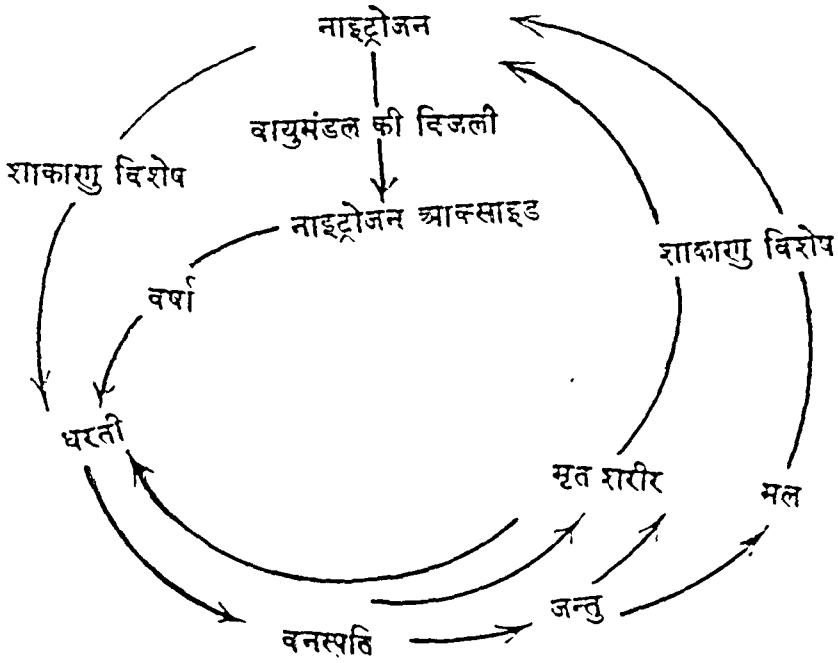 नाइट्रोजन
वायुमंडल की विजली
शाकाणु विशेष
नाइट्रोजन आक्साइड
शाकाणु विशेष
वर्षा
धरती
मृत शरीर
मल
जन्तु
वनस्पति